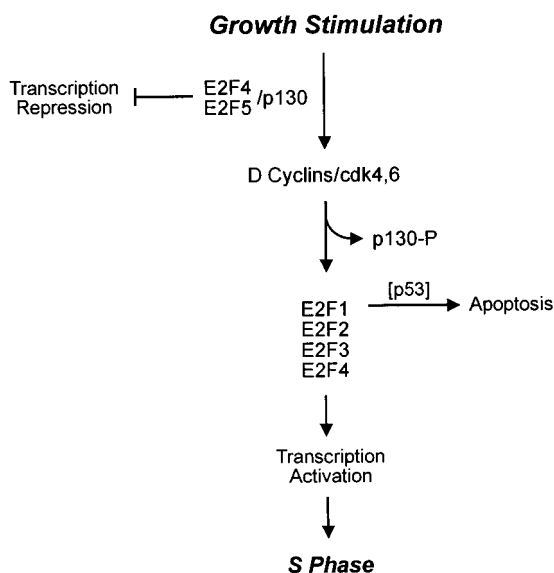 Growth Stimulation
Transcription
Repression
E2F4
E2F5
/p130
D Cyclins/cdk4,6
p130-P
E2F1
E2F2
E2F3
E2F4
[p53]
Apoptosis
Transcription
Activation
S Phase